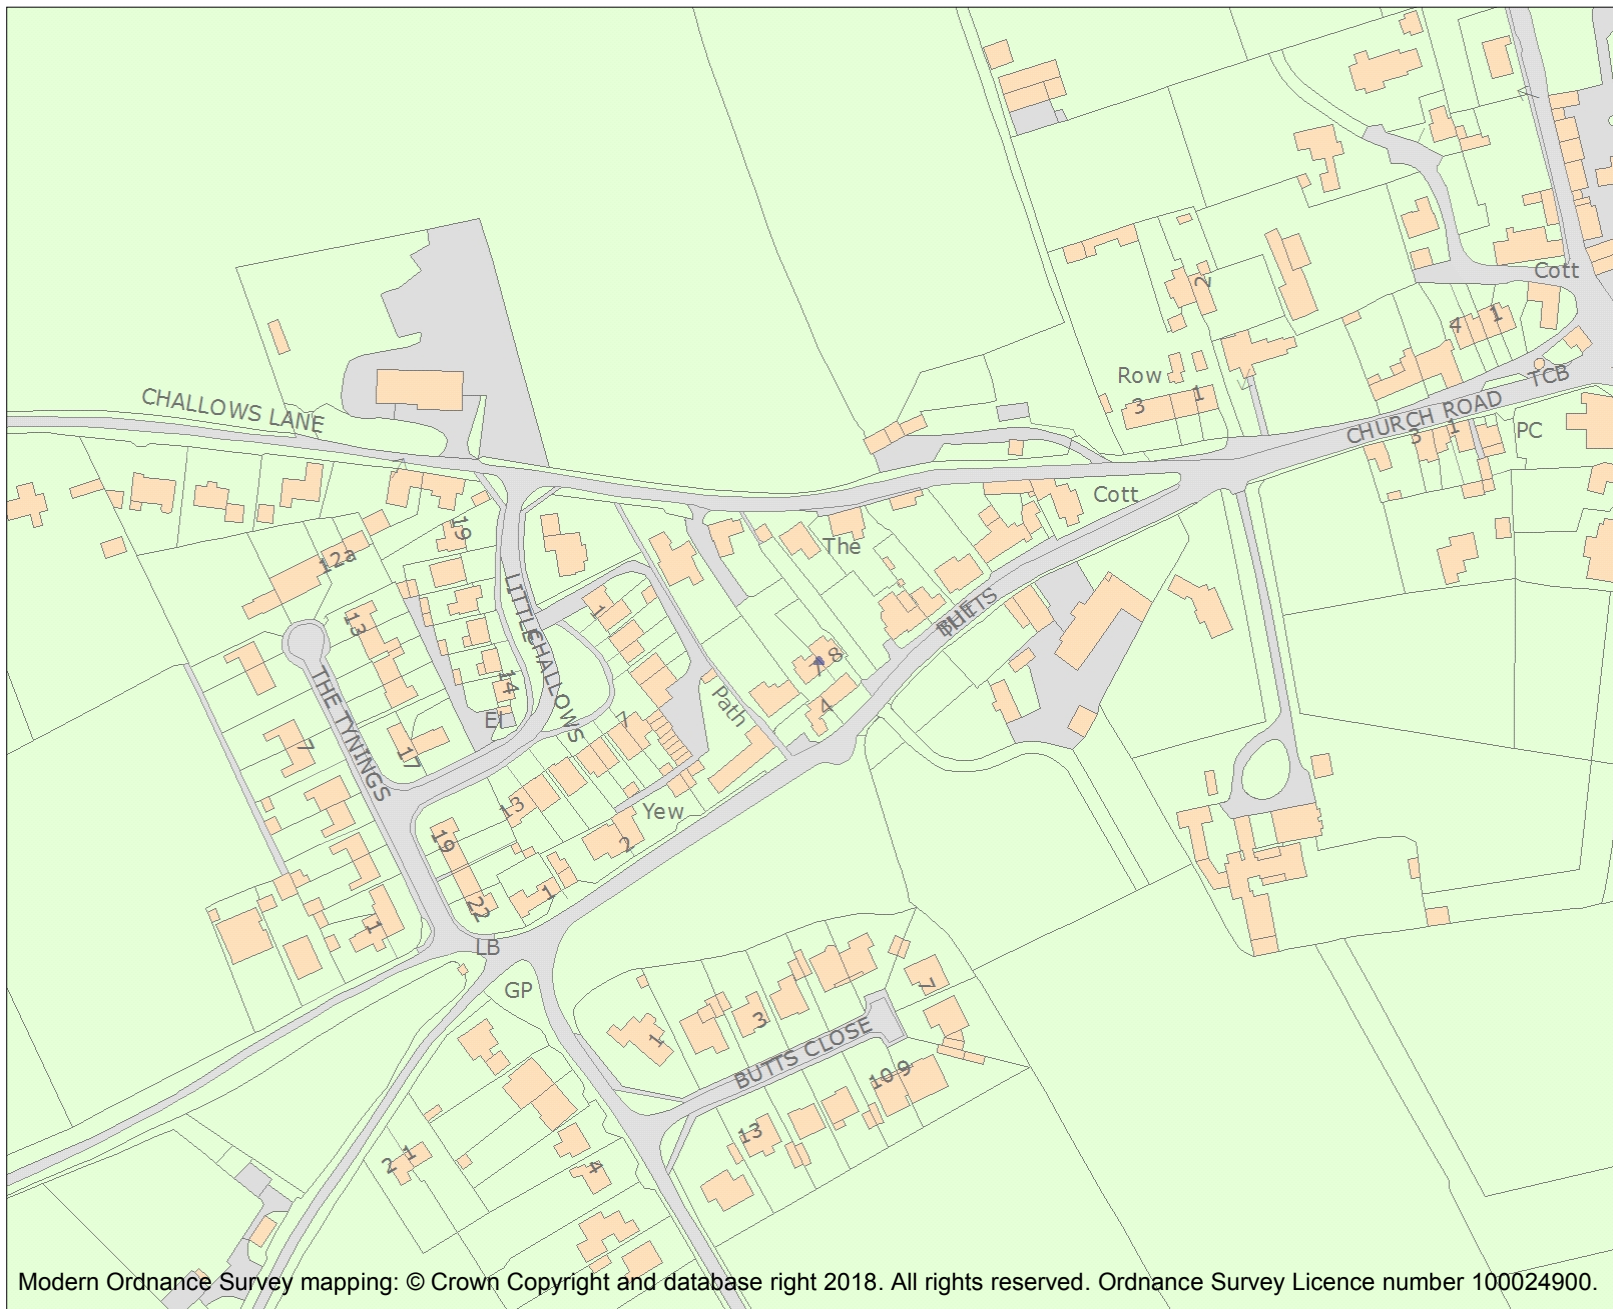 Cott
2
4
1
Row
1
3
TCB
CHURCH ROAD
CHALLOWS LANE
3
1
PC
Cott
The
19
12a
LITTLE CHALLOWS
1
THE BUTTS
13
7 8
14
THE TYNINGS
Path
4
EI
7
7
17
13
Yew
19
2
1
22
1
LB
GP
7
3
1
BUTTS CLOSE
10 9
13
2 1
4
Modern Ordnance Survey mapping: © Crown Copyright and database right 2018. All rights reserved. Ordnance Survey Licence number 100024900.